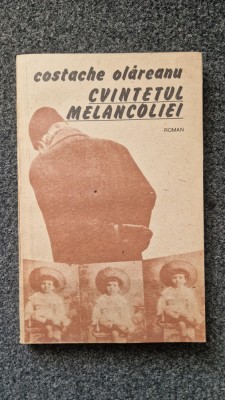 costache olăreanu
CVINTETUL
MELANCOLIEI
ROMAN